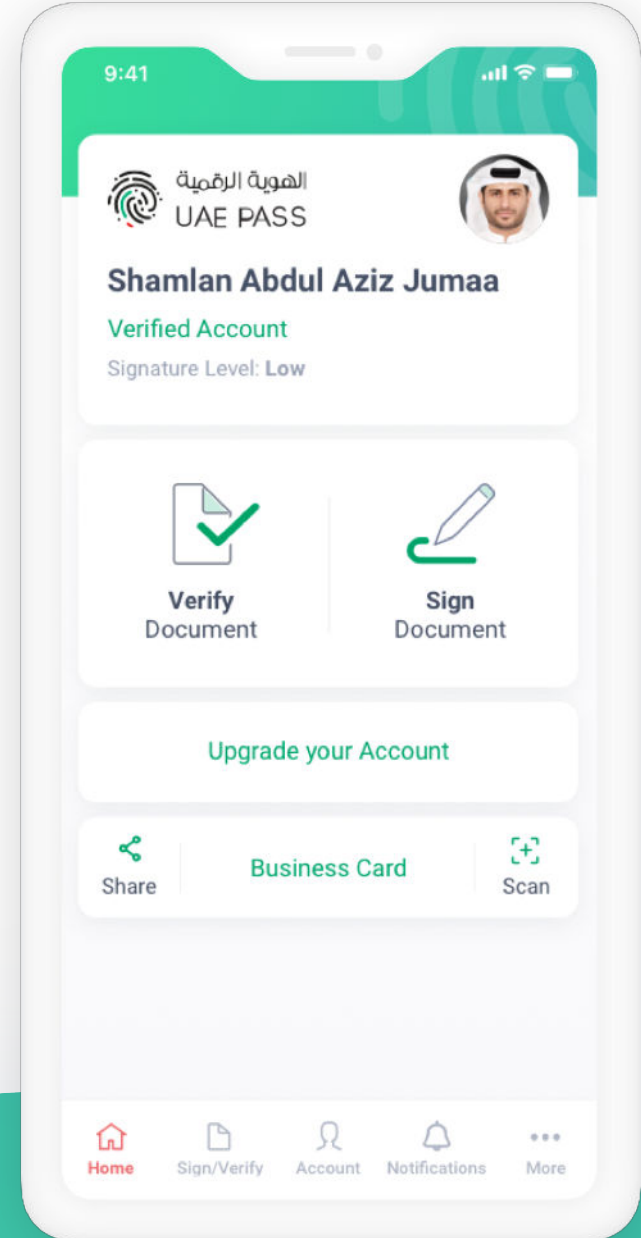 9:41
الهوية الرقمية
UAE PASS
Shamlan Abdul Aziz Jumaa
Verified Account
Signature Level: Low
Verify
Document
Sign
Document
Upgrade your Account
Share
Business Card
Scan
Home
Sign/Verify
Account
Notifications
More